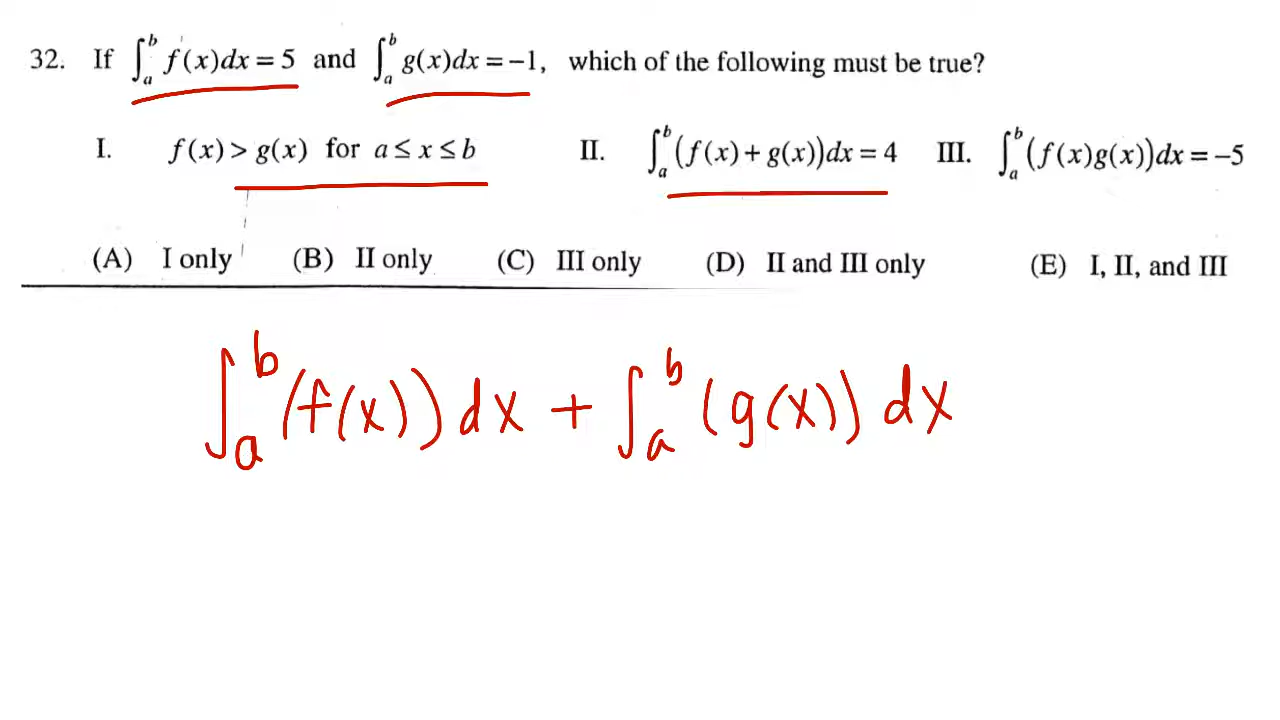 32. If ∫_a^b f(x)dx = 5 and ∫_a^b g(x)dx = −1, which of the following must be true?
I. f(x) > g(x) for a ≤ x ≤ b II. ∫_a^b (f(x) + g(x))dx = 4 III. ∫_a^b (f(x)g(x))dx = −5
(A) I only (B) II only (C) III only (D) II and III only (E) I, II, and III
∫_a^b (f(x)) dx + ∫_a^b (g(x)) dx